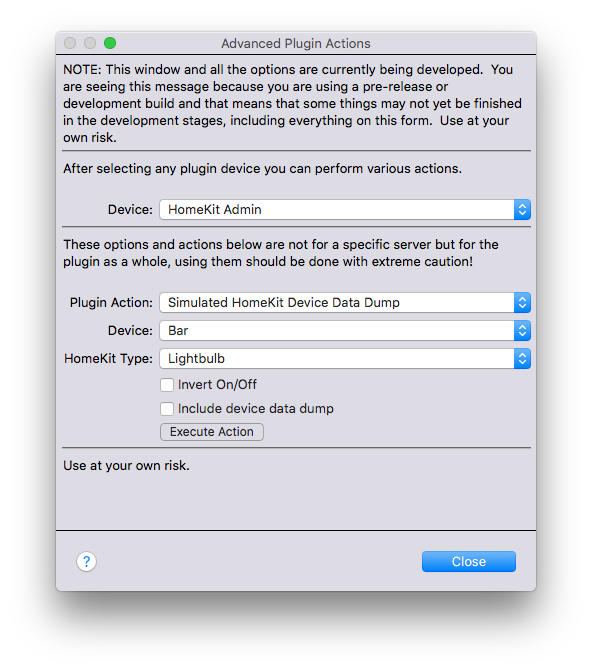 Advanced Plugin Actions
NOTE: This window and all the options are currently being developed.  You
are seeing this message because you are using a pre-release or
development build and that means that some things may not yet be finished
in the development stages, including everything on this form.  Use at your
own risk.
After selecting any plugin device you can perform various actions.
Device: HomeKit Admin
These options and actions below are not for a specific server but for the
plugin as a whole, using them should be done with extreme caution!
Plugin Action: Simulated HomeKit Device Data Dump
Device: Bar
HomeKit Type: Lightbulb
Invert On/Off
Include device data dump
Execute Action
Use at your own risk.
? Close